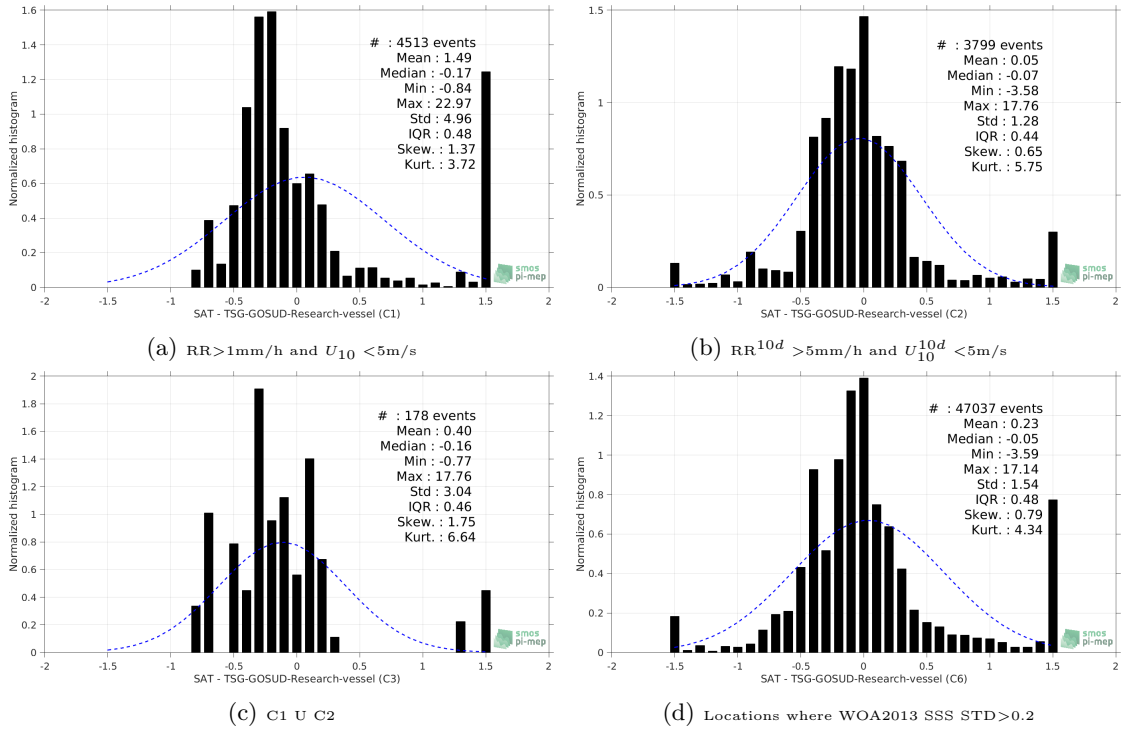 1.6
1.4
1.2
1
0.8
0.6
0.4
0.2
0
Normalized histogram
# : 4513 events
Mean : 1.49
Median : -0.17
Min : -0.84
Max : 22.97
Std : 4.96
IQR : 0.48
Skew. : 1.37
Kurt. : 3.72
smos
pi-mep
-2 -1.5 -1 -0.5 0 0.5 1 1.5 2
SAT - TSG-GOSUD-Research-vessel (C1)
(a) RR>1mm/h and U10 <5m/s
1.5
1
0.5
0
Normalized histogram
# : 3799 events
Mean : 0.05
Median : -0.07
Min : -3.58
Max : 17.76
Std : 1.28
IQR : 0.44
Skew. : 0.65
Kurt. : 5.75
smos
pi-mep
-2 -1.5 -1 -0.5 0 0.5 1 1.5 2
SAT - TSG-GOSUD-Research-vessel (C2)
(b) RR^10d >5mm/h and U_10^10d <5m/s
2
1.8
1.6
1.4
1.2
1
0.8
0.6
0.4
0.2
0
Normalized histogram
# : 178 events
Mean : 0.40
Median : -0.16
Min : -0.77
Max : 17.76
Std : 3.04
IQR : 0.46
Skew. : 1.75
Kurt. : 6.64
smos
pi-mep
-2 -1.5 -1 -0.5 0 0.5 1 1.5 2
SAT - TSG-GOSUD-Research-vessel (C3)
(c) C1 U C2
1.4
1.2
1
0.8
0.6
0.4
0.2
0
Normalized histogram
# : 47037 events
Mean : 0.23
Median : -0.05
Min : -3.59
Max : 17.14
Std : 1.54
IQR : 0.48
Skew. : 0.79
Kurt. : 4.34
smos
pi-mep
-2 -1.5 -1 -0.5 0 0.5 1 1.5 2
SAT - TSG-GOSUD-Research-vessel (C6)
(d) Locations where WOA2013 SSS STD>0.2